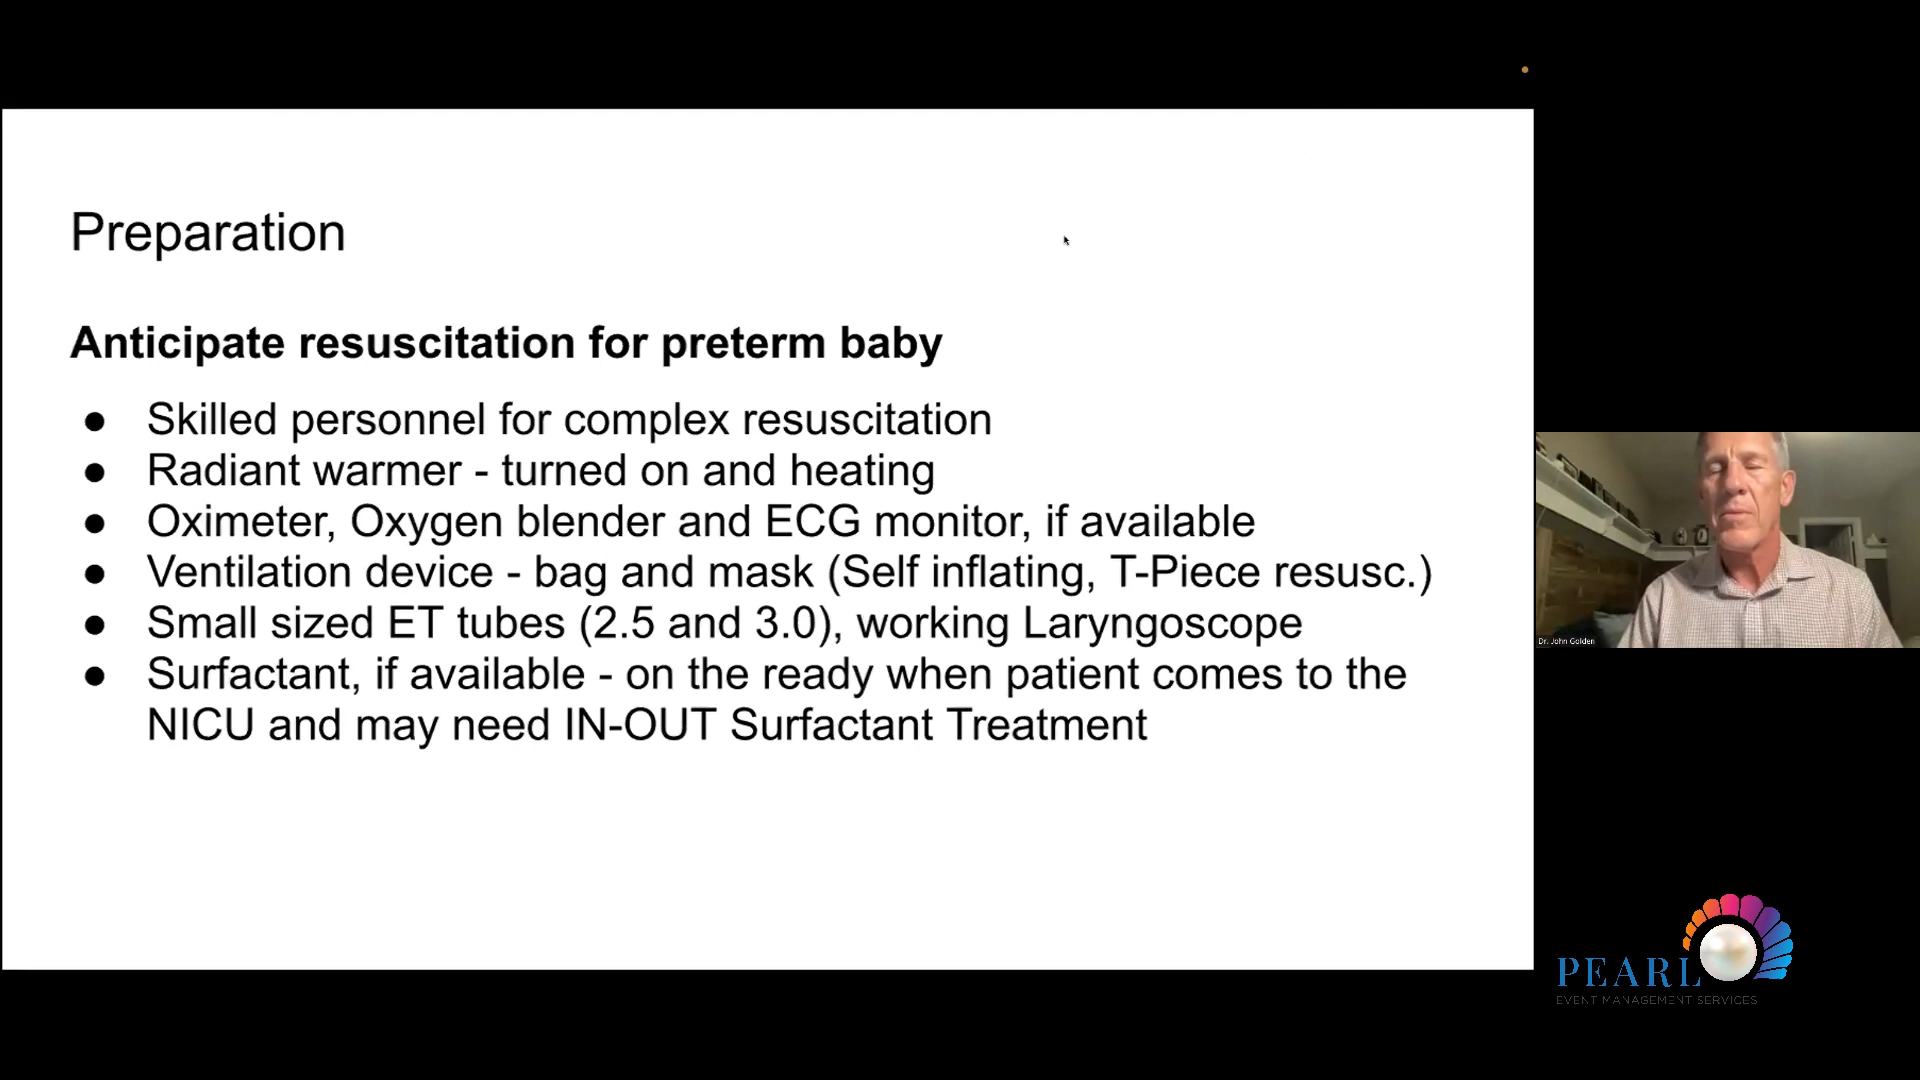 Preparation
Anticipate resuscitation for preterm baby
● Skilled personnel for complex resuscitation
● Radiant warmer - turned on and heating
● Oximeter, Oxygen blender and ECG monitor, if available
● Ventilation device - bag and mask (Self inflating, T-Piece resusc.)
● Small sized ET tubes (2.5 and 3.0), working Laryngoscope
● Surfactant, if available - on the ready when patient comes to the
NICU and may need IN-OUT Surfactant Treatment
Dr. John Golden
PEARL
EVENT MANAGEMENT SERVICES